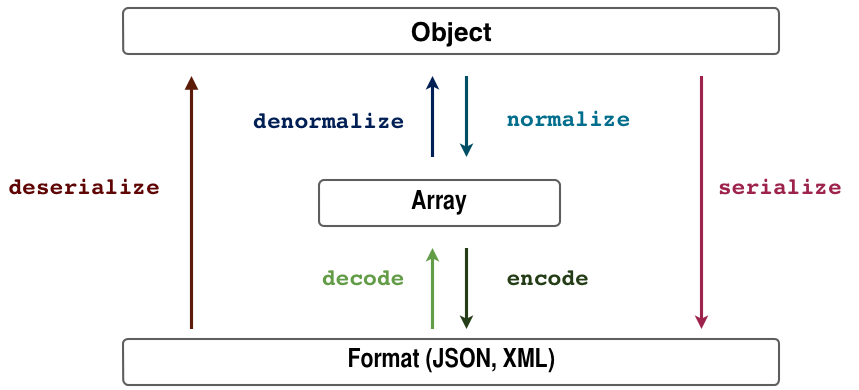 Object
denormalize
normalize
deserialize
serialize
Array
decode
encode
Format (JSON, XML)